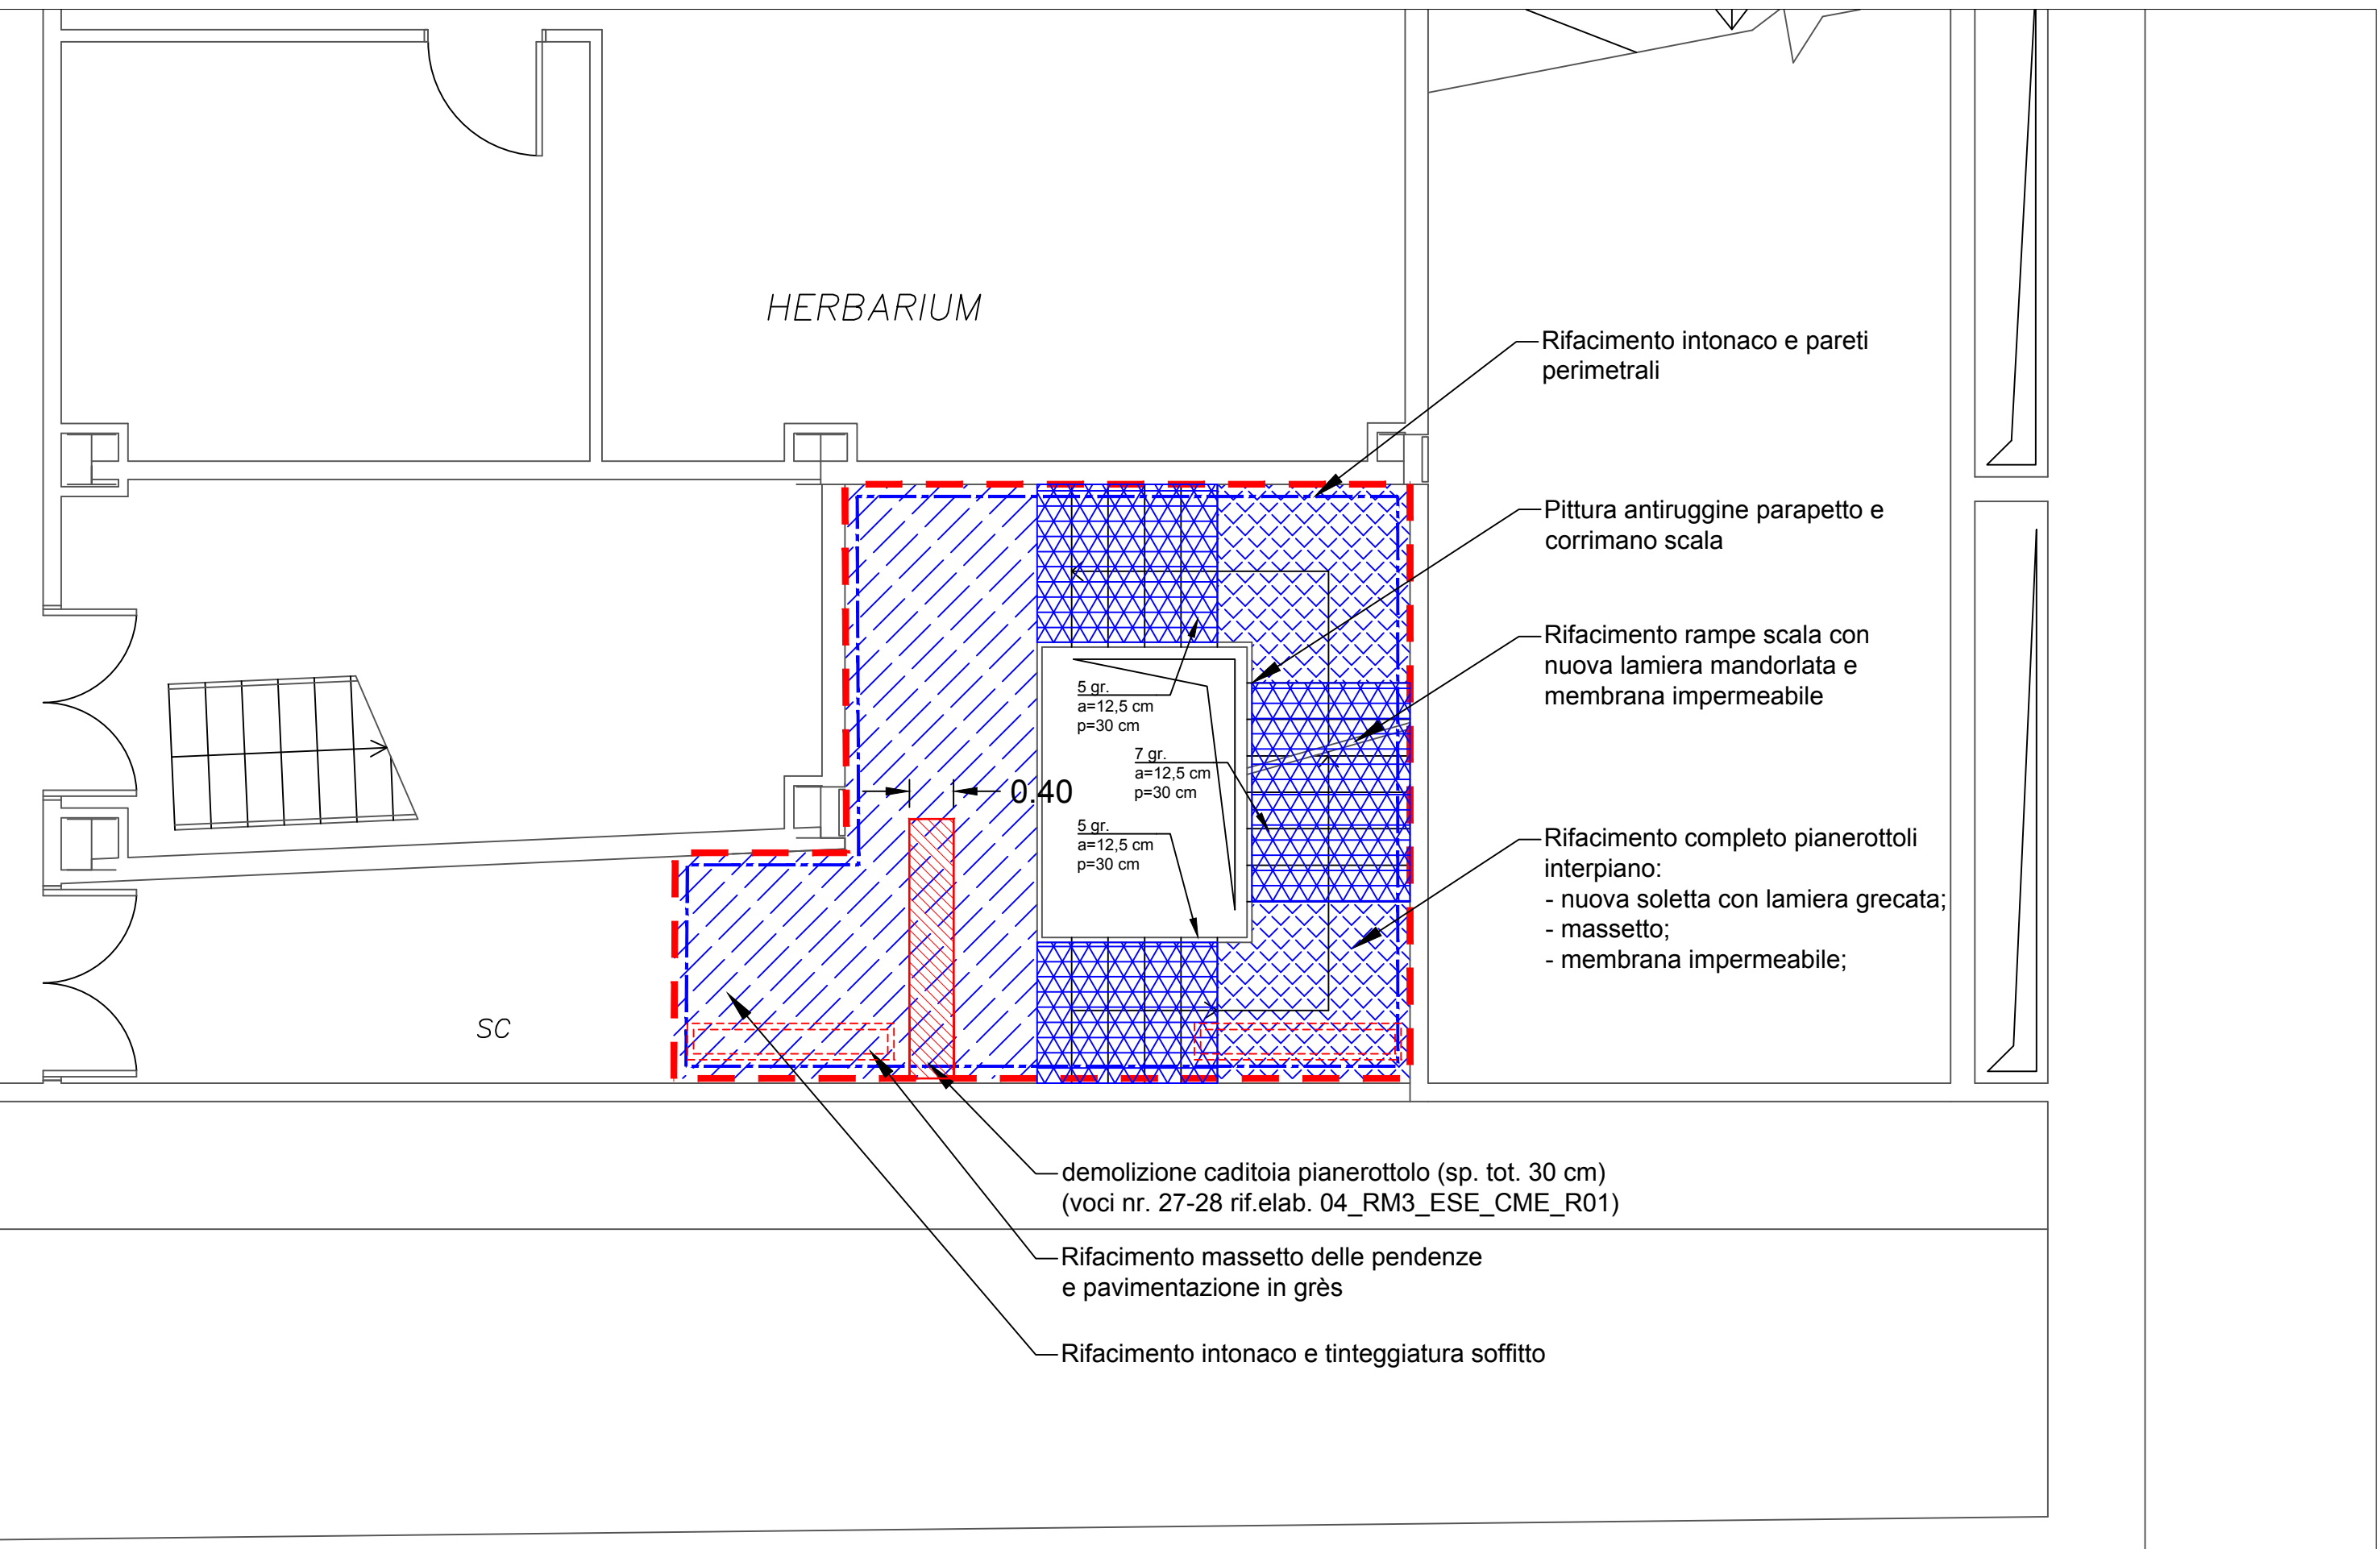 HERBARIUM
Rifacimento intonaco e pareti
perimetrali
Pittura antiruggine parapetto e
corrimano scala
Rifacimento rampe scala con
nuova lamiera mandorlata e
membrana impermeabile
5 gr.
a=12,5 cm
p=30 cm
7 gr.
a=12,5 cm
p=30 cm
0.40
5 gr.
a=12,5 cm
p=30 cm
Rifacimento completo pianerottoli
interpiano:
- nuova soletta con lamiera grecata;
- massetto;
- membrana impermeabile;
SC
demolizione caditoia pianerottolo (sp. tot. 30 cm)
(voci nr. 27-28 rif.elab. 04_RM3_ESE_CME_R01)
Rifacimento massetto delle pendenze
e pavimentazione in grès
Rifacimento intonaco e tinteggiatura soffitto